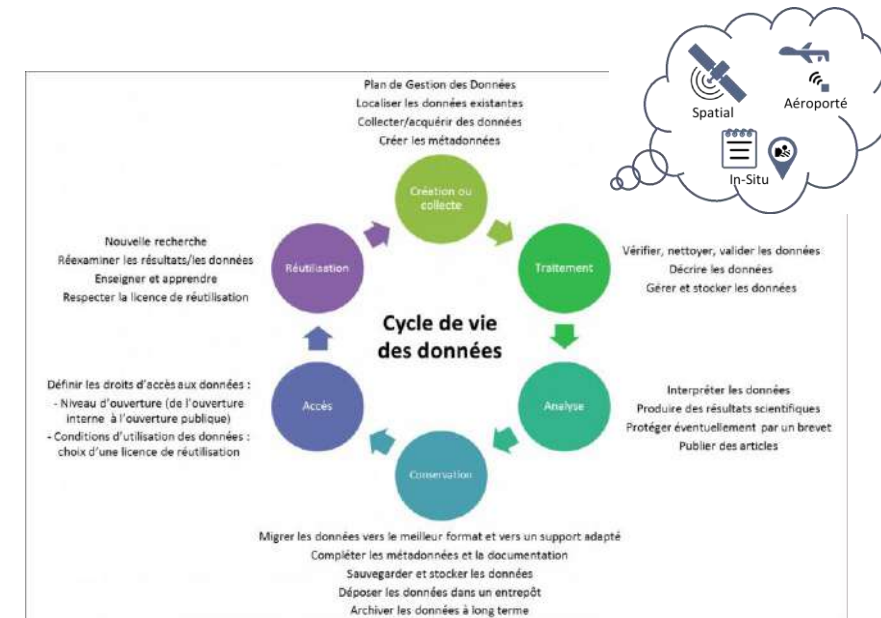 Spatial
Aéroporté
In-Situ
Plan de Gestion des Données
Localiser les données existantes
Collecter/acquérir des données
Créer les métadonnées
Création ou
collecte
Vérifier, nettoyer, valider les données
Décrire les données
Gérer et stocker les données
Traitement
Interpréter les données
Produire des résultats scientifiques
Protéger éventuellement par un brevet
Publier des articles
Analyse
Conservation
Migrer les données vers le meilleur format et vers un support adapté
Compléter les métadonnées et la documentation
Sauvegarder et stocker les données
Déposer les données dans un entrepôt
Archiver les données à long terme
Accès
Définir les droits d'accès aux données :
- Niveau d'ouverture (de l'ouverture
interne à l'ouverture publique)
- Conditions d'utilisation des données :
choix d'une licence de réutilisation
Réutilisation
Nouvelle recherche
Réexaminer les résultats/les données
Enseigner et apprendre
Respecter la licence de réutilisation
Cycle de vie
des données